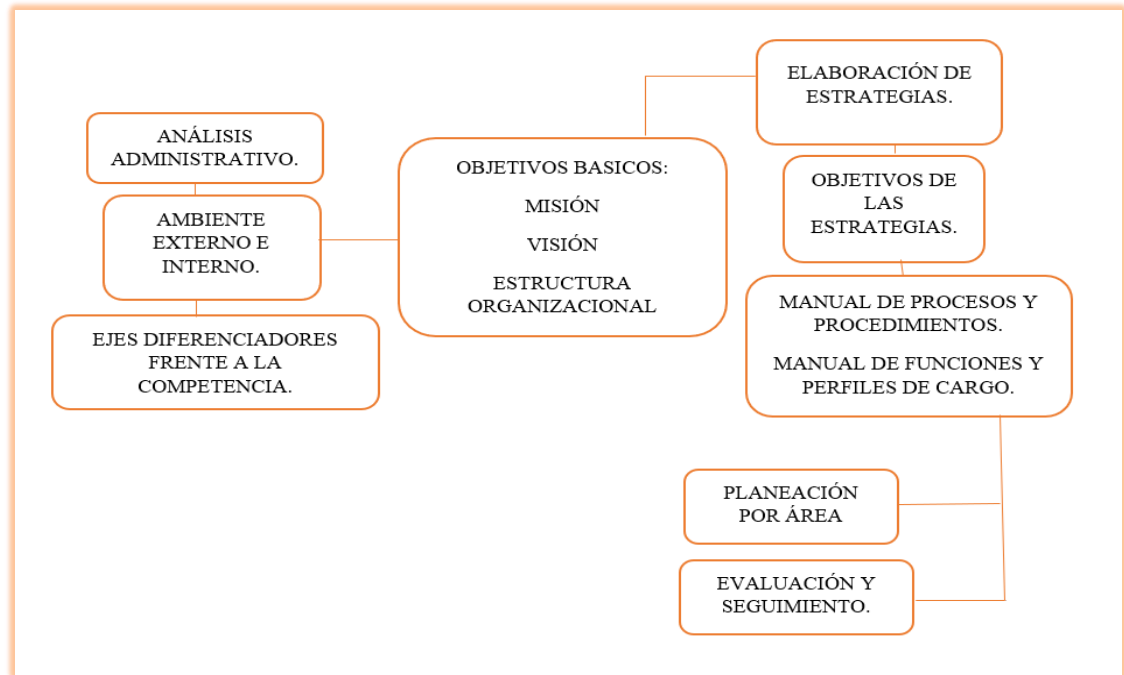 ANÁLISIS
ADMINISTRATIVO.
AMBIENTE
EXTERNO E
INTERNO.
EJES DIFERENCIADORES
FRENTE A LA
COMPETENCIA.
OBJETIVOS BASICOS:
MISIÓN
VISIÓN
ESTRUCTURA
ORGANIZACIONAL
ELABORACIÓN DE
ESTRATEGIAS.
OBJETIVOS DE
LAS
ESTRATEGIAS.
MANUAL DE PROCESOS Y
PROCEDIMIENTOS.
MANUAL DE FUNCIONES Y
PERFILES DE CARGO.
PLANEACIÓN
POR ÁREA
EVALUACIÓN Y
SEGUIMIENTO.